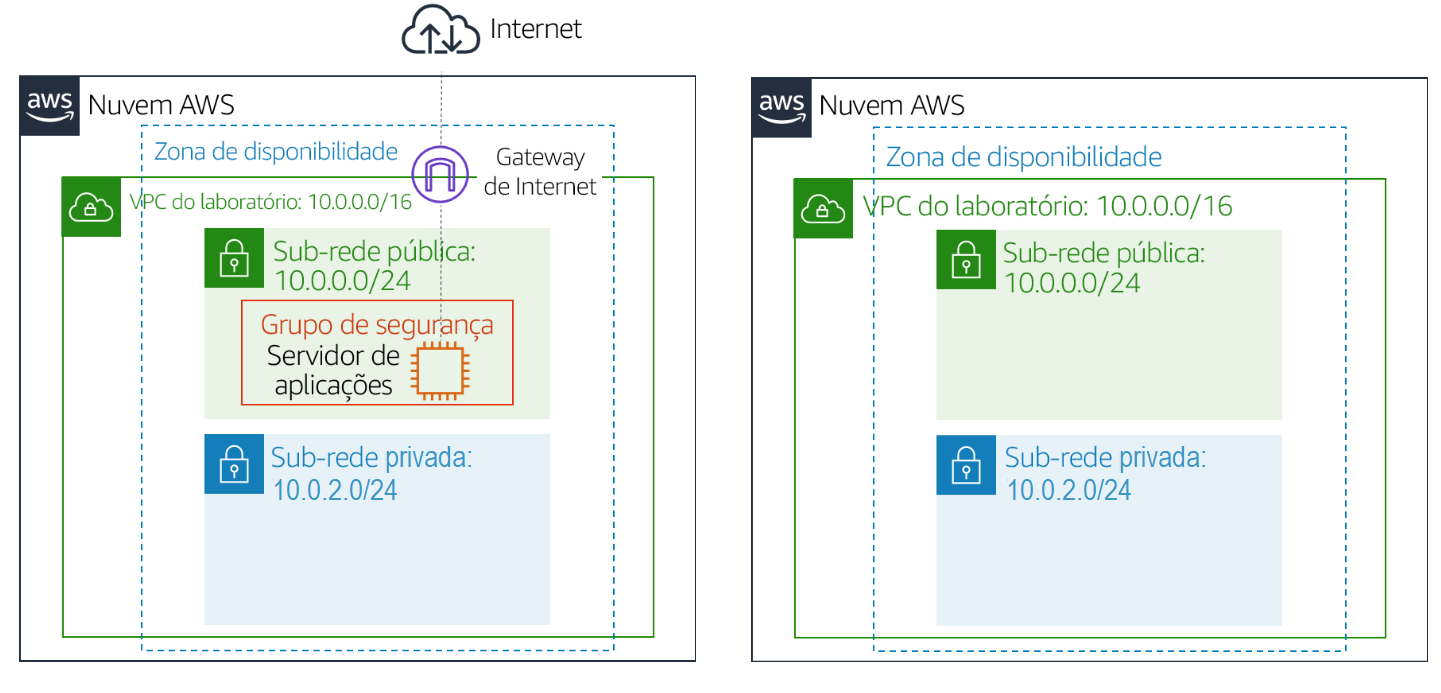 Internet
aws
Nuvem AWS
Zona de disponibilidade
Gateway
de Internet
VPC do laboratório: 10.0.0.0/16
Sub-rede pública:
10.0.0.0/24
Grupo de segurança
Servidor de
aplicações
Sub-rede privada:
10.0.2.0/24
aws
Nuvem AWS
Zona de disponibilidade
VPC do laboratório: 10.0.0.0/16
Sub-rede pública:
10.0.0.0/24
Sub-rede privada:
10.0.2.0/24